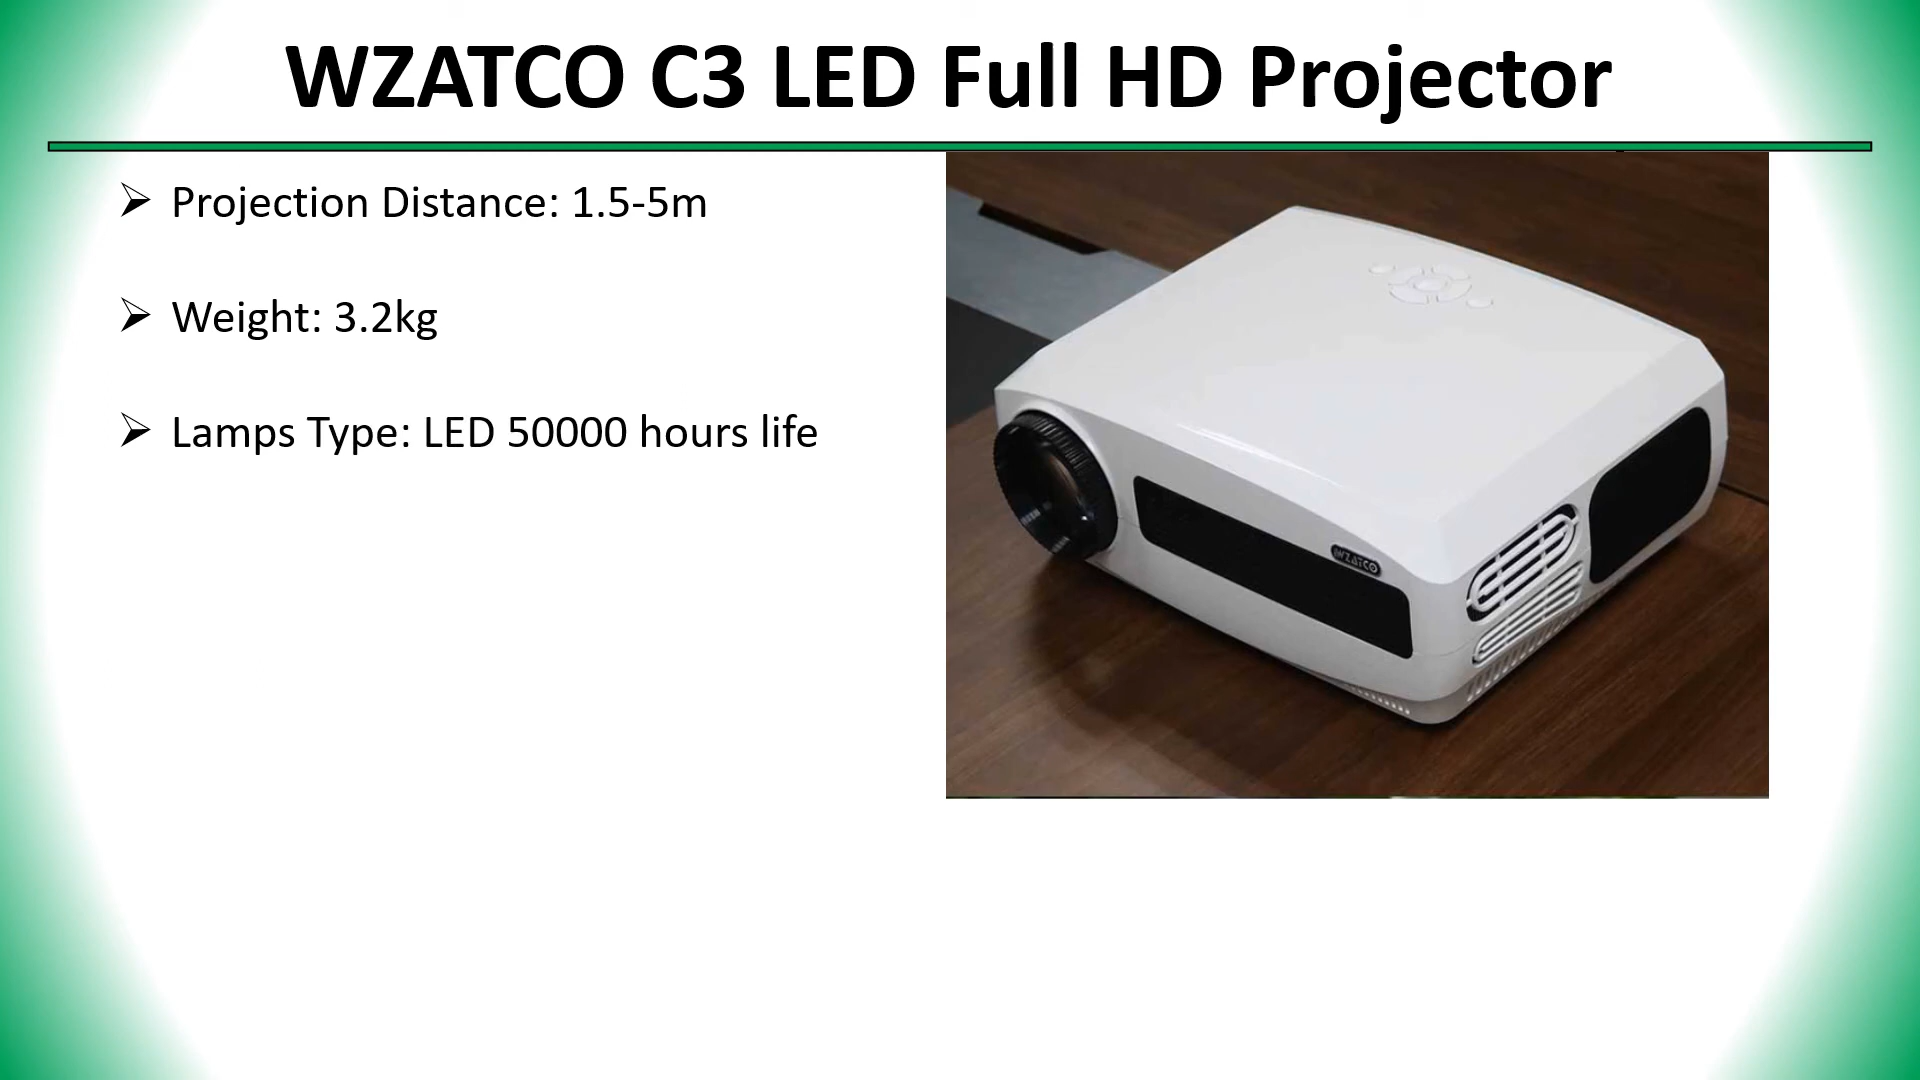 WZATCO C3 LED Full HD Projector
Projection Distance: 1.5-5m
Weight: 3.2kg
Lamps Type: LED 50000 hours life
WZATCO